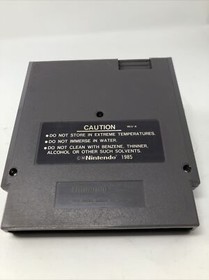 CAUTION
•DO NOT STORE IN EXTREME TEMPERATURES.
•DO NOT IMMERSE IN WATER.
•DO NOT CLEAN WITH BENZENE, THINNER,
ALCOHOL OR OTHER SUCH SOLVENTS.
©Nintendo 1985